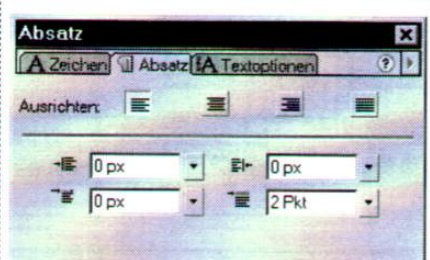 Absatz
A Zeichen Absatz A Textoptionen ?
Ausrichten:
0 px 0 px
0 px 2 Pkt